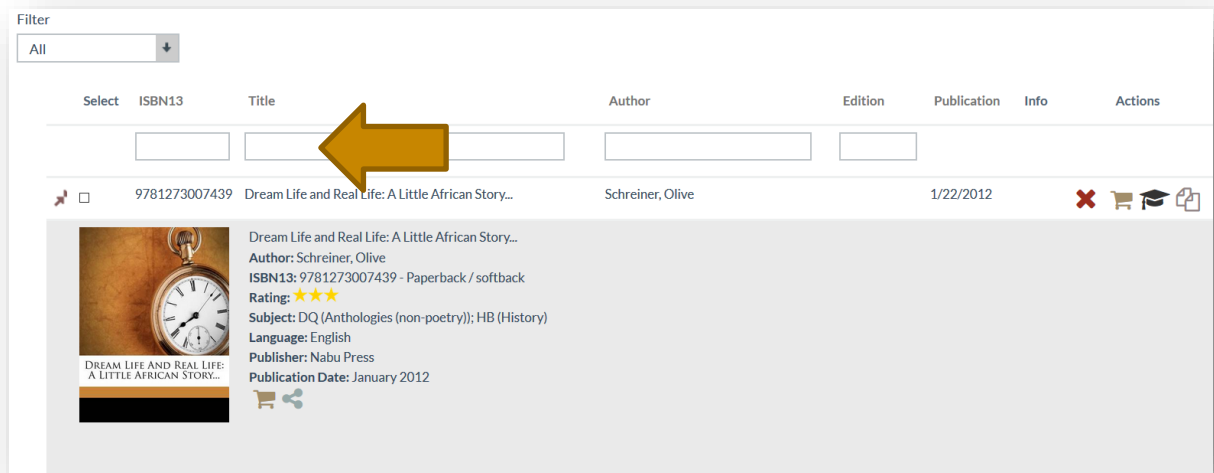 Filter
All
Select ISBN13 Title Author Edition Publication Info Actions
9781273007439 Dream Life and Real Life: A Little African Story... Schreiner, Olive 1/22/2012
Dream Life and Real Life: A Little African Story...
Author: Schreiner, Olive
ISBN13: 9781273007439 - Paperback / softback
Rating:
Subject: DQ (Anthologies (non-poetry)); HB (History)
Language: English
Publisher: Nabu Press
Publication Date: January 2012
DREAM LIFE AND REAL LIFE:
A LITTLE AFRICAN STORY...